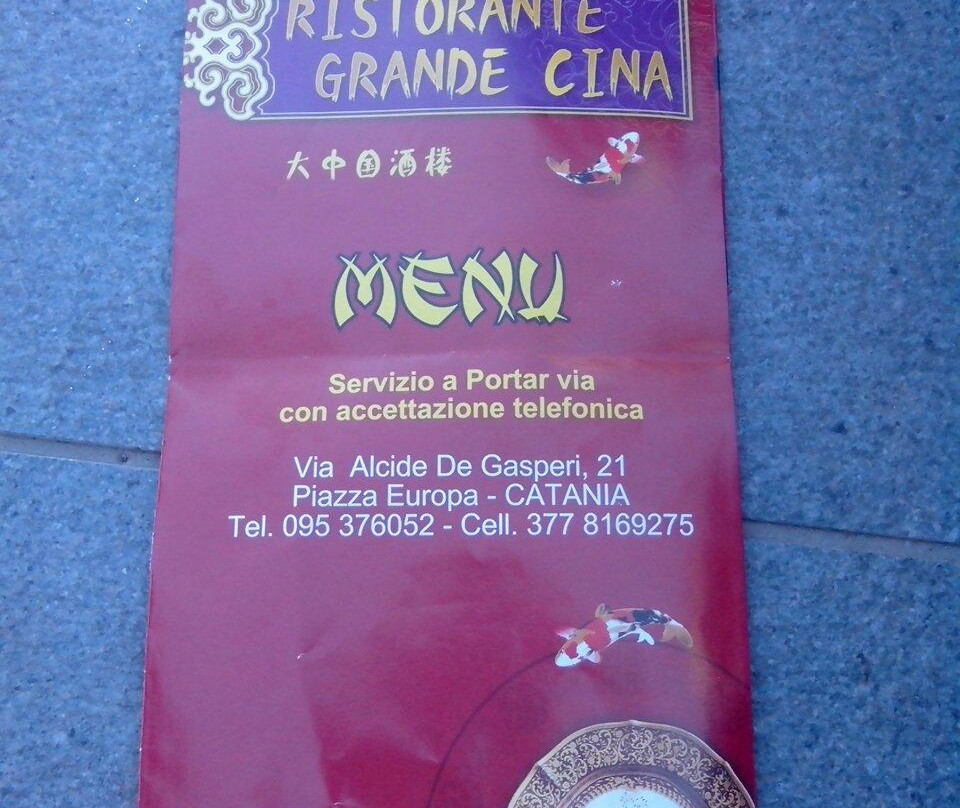 RISTORANTE
GRANDE CINA
大中国酒楼
MENU
Servizio a Portar via
con accettazione telefonica
Via Alcide De Gasperi, 21
Piazza Europa - CATANIA
Tel. 095 376052 - Cell. 377 8169275